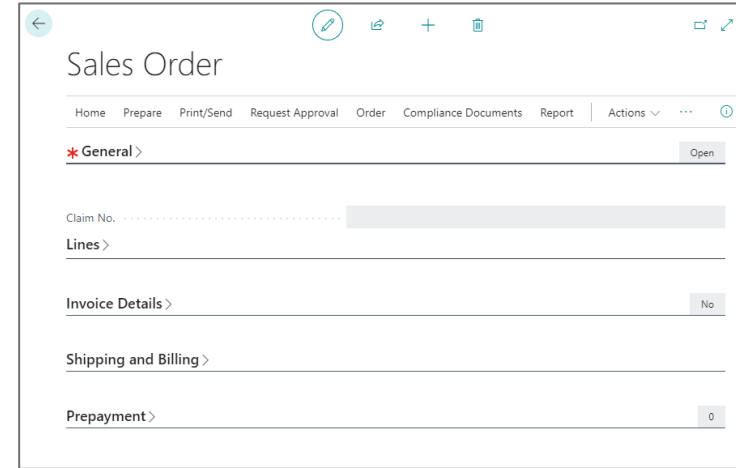 Sales Order
Home Prepare Print/Send Request Approval Order Compliance Documents Report Actions ...
* General > Open
Claim No.
Lines >
Invoice Details > No
Shipping and Billing >
Prepayment > 0